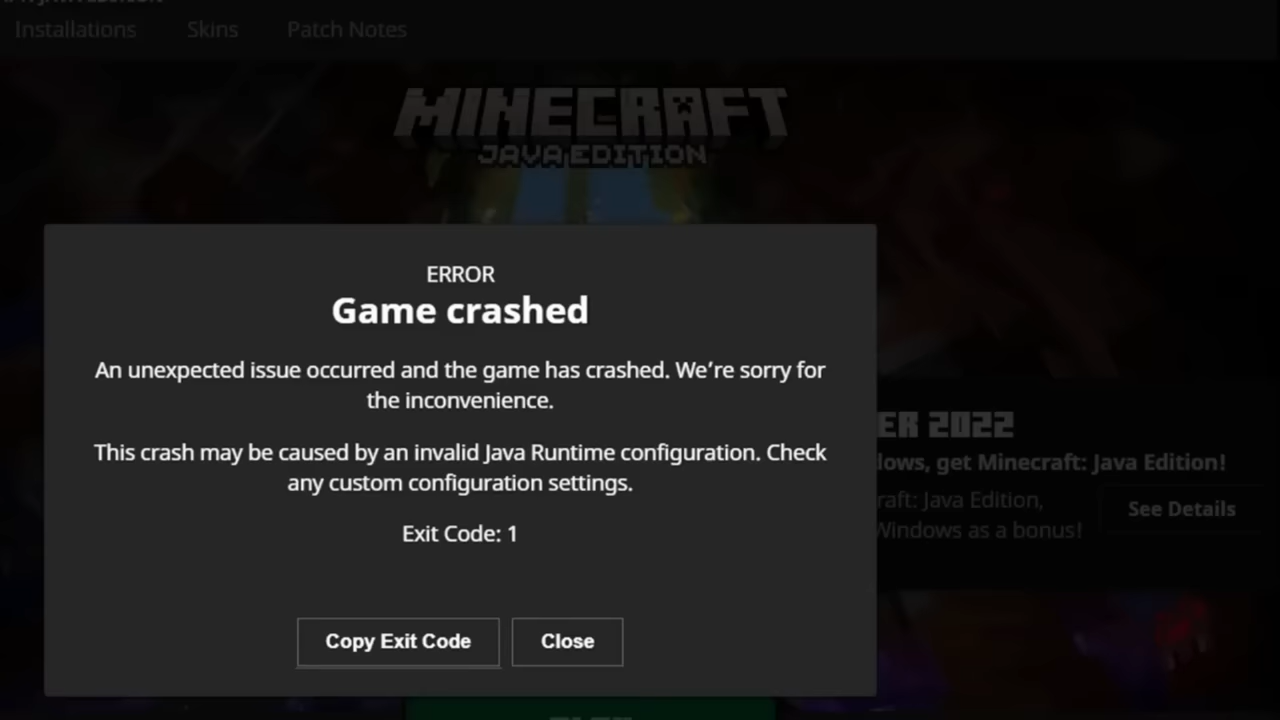 Installations Skins Patch Notes
MINECRAFT
JAVA EDITION
ERROR
Game crashed
An unexpected issue occurred and the game has crashed. We’re sorry for
the inconvenience.
This crash may be caused by an invalid Java Runtime configuration. Check
any custom configuration settings.
Exit Code: 1
Copy Exit Code Close
ER 2022
lows, get Minecraft: Java Edition!
raft: Java Edition,
Windows as a bonus!
See Details